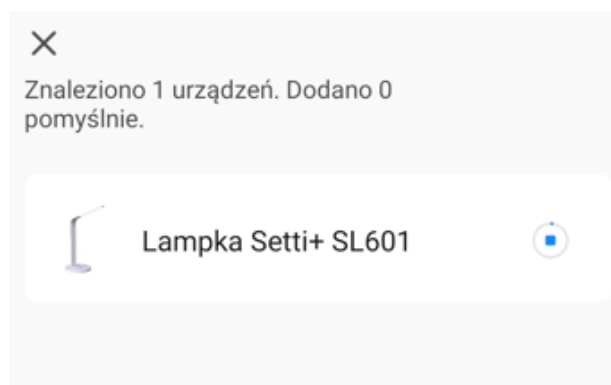 Znaleziono 1 urządzeń. Dodano 0
pomyślnie.
Lampka Setti+ SL601